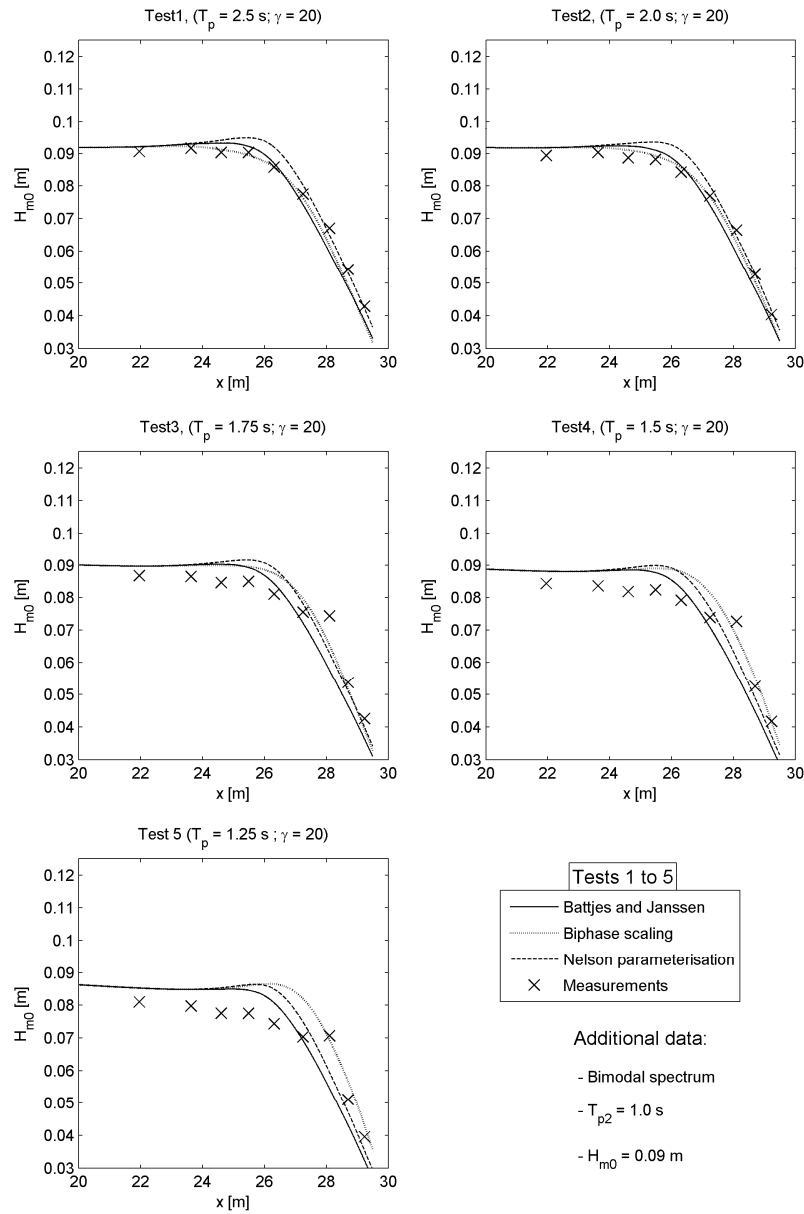 Test1, (T_p = 2.5 s; γ = 20)
0.12
0.11
0.1
0.09
0.08
0.07
0.06
0.05
0.04
0.03
H_m0 [m]
20 22 24 26 28 30
x [m]
Test2, (T_p = 2.0 s; γ = 20)
0.12
0.11
0.1
0.09
0.08
0.07
0.06
0.05
0.04
0.03
H_m0 [m]
20 22 24 26 28 30
x [m]
Test3, (T_p = 1.75 s; γ = 20)
0.12
0.11
0.1
0.09
0.08
0.07
0.06
0.05
0.04
0.03
H_m0 [m]
20 22 24 26 28 30
x [m]
Test4, (T_p = 1.5 s; γ = 20)
0.12
0.11
0.1
0.09
0.08
0.07
0.06
0.05
0.04
0.03
H_m0 [m]
20 22 24 26 28 30
x [m]
Test 5 (T_p = 1.25 s ; γ = 20)
0.12
0.11
0.1
0.09
0.08
0.07
0.06
0.05
0.04
0.03
H_m0 [m]
20 22 24 26 28 30
x [m]
Tests 1 to 5
Battjes and Janssen
Biphase scaling
Nelson parameterisation
Measurements
Additional data:
- Bimodal spectrum
- T_p2 = 1.0 s
- H_m0 = 0.09 m